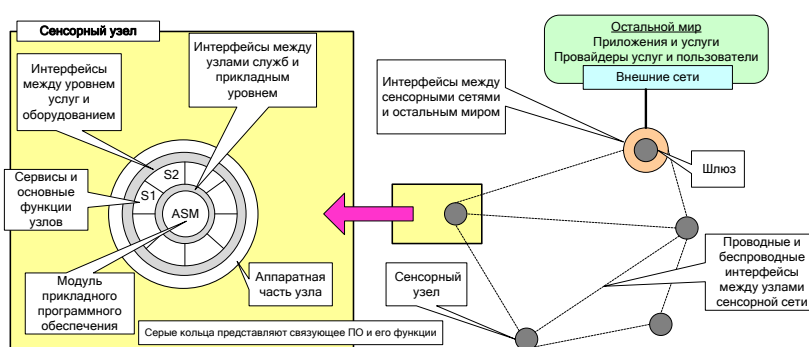 Сенсорный узел
Интерфейсы между
узлами служб и
прикладным
уровнем
Интерфейсы
между уровнем
услуг и
оборудованием
Сервисы и
основные
функции
узлов
S2
S1
ASM
Модуль
прикладного
программного
обеспечения
Аппаратная
часть узла
Серые кольца представляют связующее ПО и его функции
Остальной мир
Приложения и услуги
Провайдеры услуг и пользователи
Внешние сети
Интерфейсы между
сенсорными сетями
и остальным миром
Шлюз
Сенсорный
узел
Проводные и
беспроводные
интерфейсы
между узлами
сенсорной сети